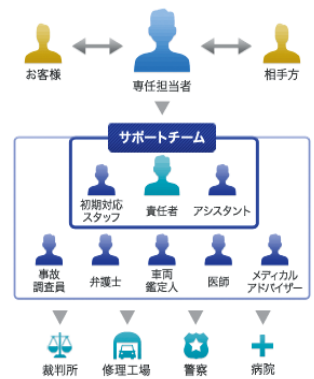 お客様
専任担当者
相手方
サポートチーム
初期対応
スタッフ
責任者
アシスタント
事故
調査員
弁護士
車両
鑑定人
医師
メディカル
アドバイザー
裁判所
修理工場
警察
病院